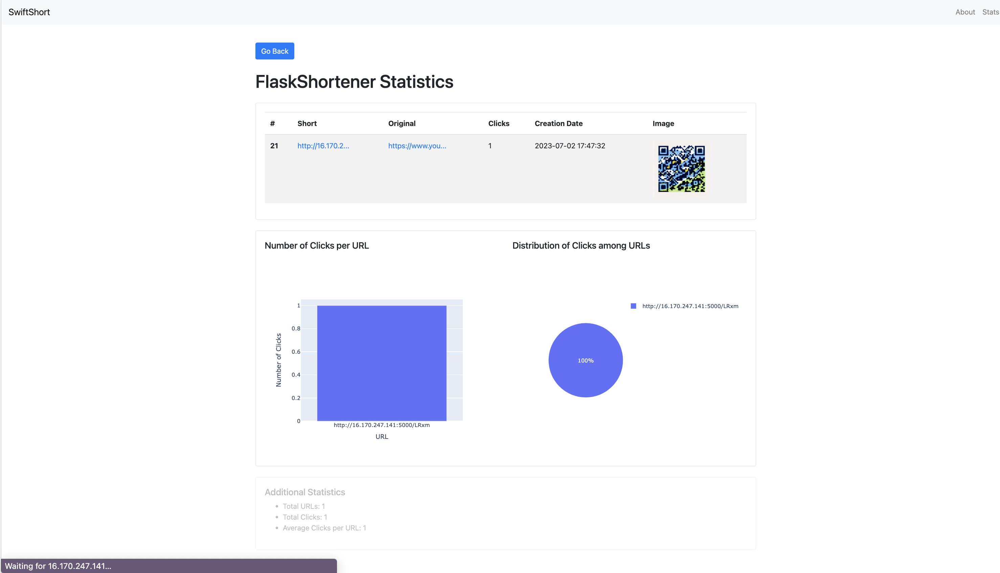 SwiftShort
About Stats
Go Back
FlaskShortener Statistics
# Short Original Clicks Creation Date Image
21 http://16.170.2... https://www.you... 1 2023-07-02 17:47:32
Number of Clicks per URL
Distribution of Clicks among URLs
1
0.8
0.6
0.4
0.2
0
Number of Clicks
http://16.170.247.141:5000/LRxm
URL
http://16.170.247.141:5000/LRxm
100%
Additional Statistics
• Total URLs: 1
• Total Clicks: 1
• Average Clicks per URL: 1
Waiting for 16.170.247.141...